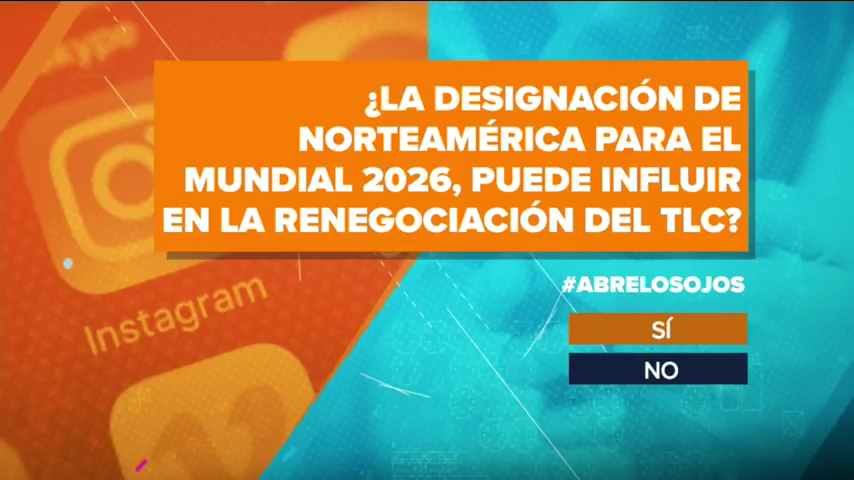 Skype
¿LA DESIGNACIÓN DE
NORTEAMÉRICA PARA EL
MUNDIAL 2026, PUEDE INFLUIR
EN LA RENEGOCIACIÓN DEL TLC?
#ABRELOSOJOS
Instagram
SÍ
NO